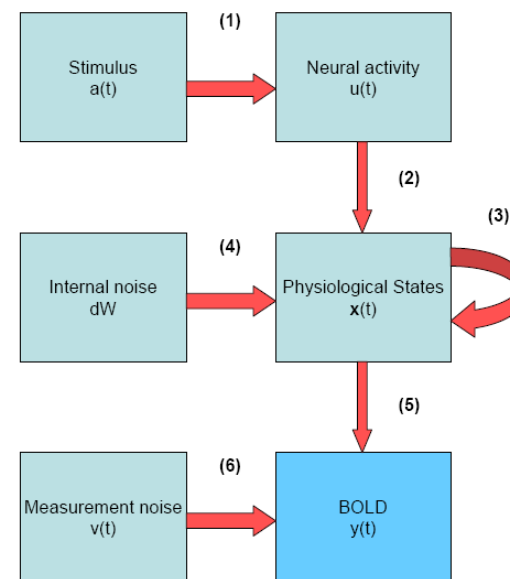 (1)
Stimulus
a(t)
Neural activity
u(t)
(2)
(3)
(4)
Internal noise
dW
Physiological States
x(t)
(5)
(6)
Measurement noise
v(t)
BOLD
y(t)